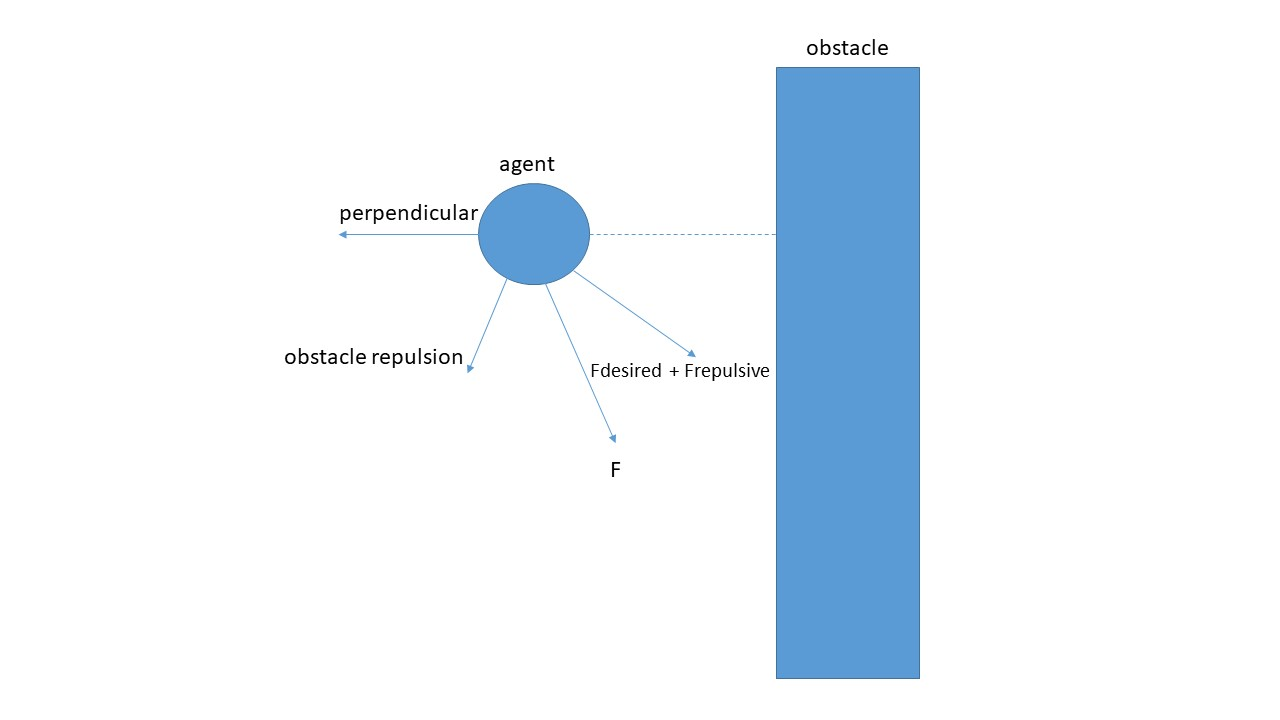 obstacle
agent
perpendicular
obstacle repulsion
Fdesired + Frepulsive
F